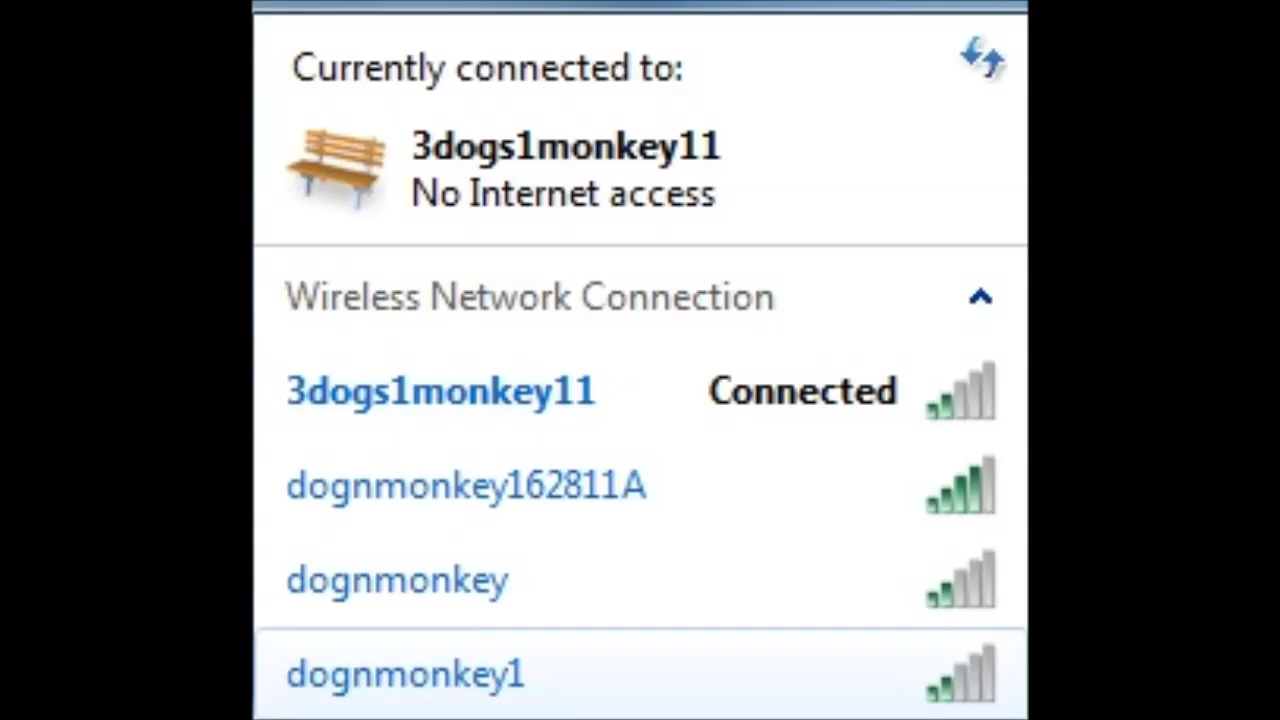 Currently connected to:
3dogs1monkey11
No Internet access
Wireless Network Connection
3dogs1monkey11 Connected
dognmonkey162811A
dognmonkey
dognmonkey1